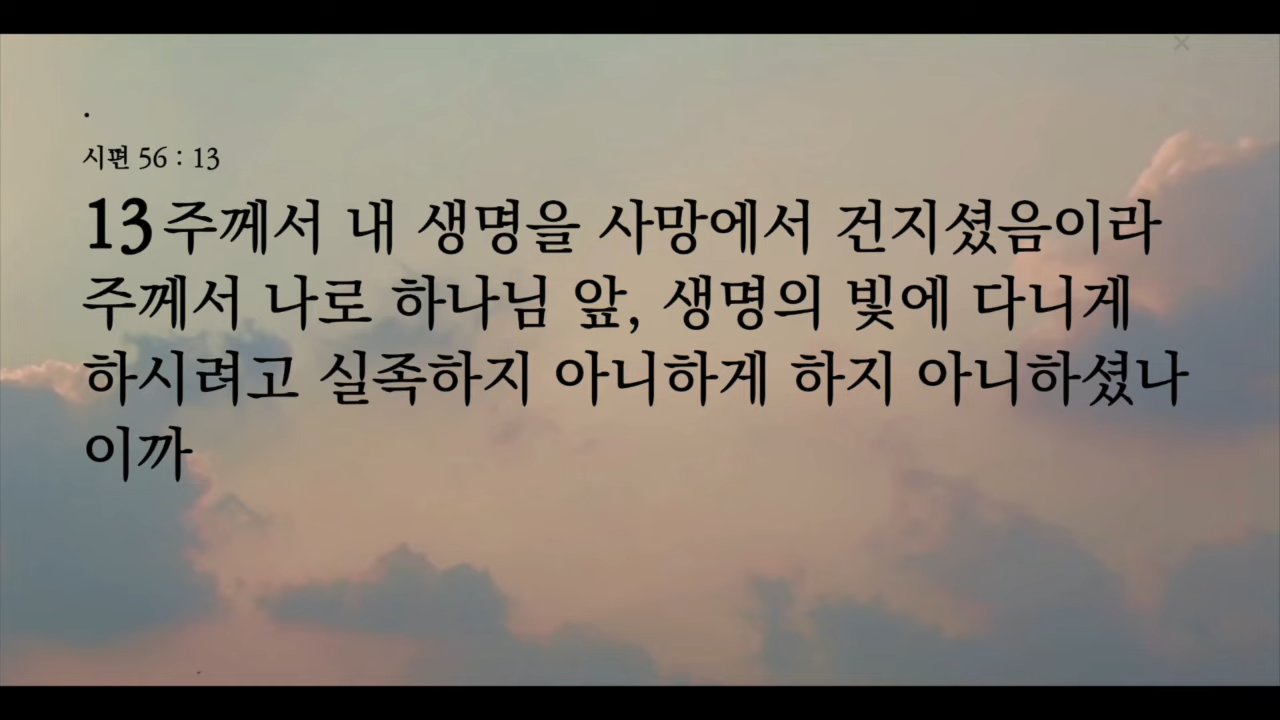 .
시편 56 : 13
13 주께서 내 생명을 사망에서 건지셨음이라
주께서 나로 하나님 앞, 생명의 빛에 다니게
하시려고 실족하지 아니하게 하지 아니하셨나
이까